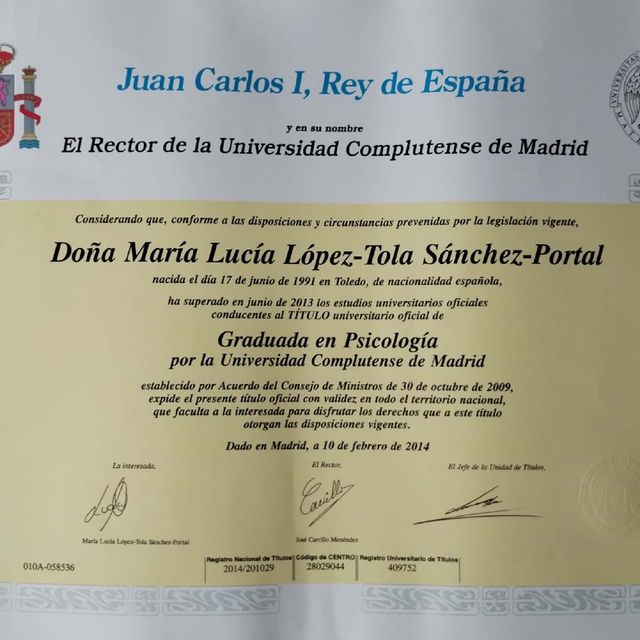 Juan Carlos I, Rey de España
y en su nombre
El Rector de la Universidad Complutense de Madrid
Considerando que, conforme a las disposiciones y circunstancias prevenidas por la legislación vigente,
Doña María Lucía López-Tola Sánchez-Portal
nacida el día 17 de junio de 1991 en Toledo, de nacionalidad española,
ha superado en junio de 2013 los estudios universitarios oficiales
conducentes al TÍTULO universitario oficial de
Graduada en Psicología
por la Universidad Complutense de Madrid
establecido por Acuerdo del Consejo de Ministros de 30 de octubre de 2009,
expide el presente título oficial con validez en todo el territorio nacional,
que faculta a la interesada para disfrutar los derechos que a este título
otorgan las disposiciones vigentes.
Dado en Madrid, a 10 de febrero de 2014
La interesada, El Rector, El Jefe de la Unidad de Títulos,
María Lucía López-Tola Sánchez-Portal José Carrillo Menéndez
Registro Nacional de Títulos Código de CENTRO Registro Universitario de Título
010A-058536 2014/201029 28029044 409752